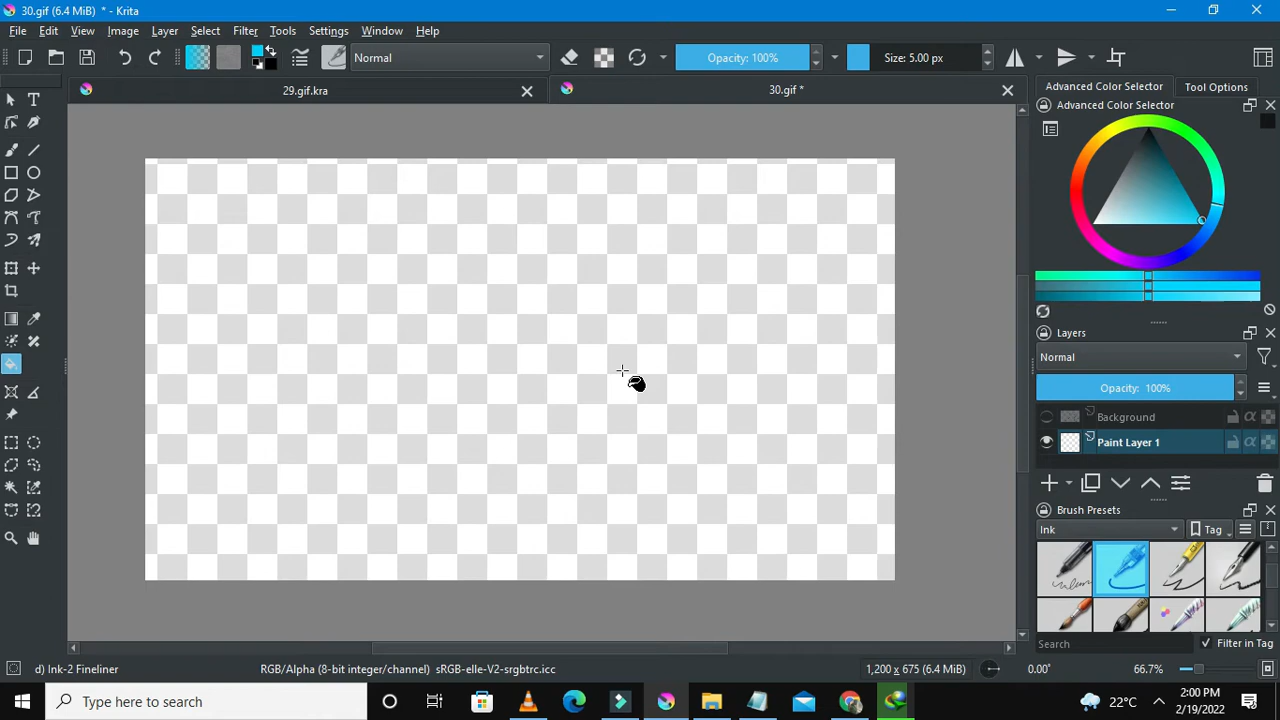 30.gif (6.4 MiB) * - Krita
File Edit View Image Layer Select Filter Tools Settings Window Help
Normal Opacity: 100% Size: 5.00 px
29.gif.kra 30.gif *
Advanced Color Selector Tool Options
Advanced Color Selector
Layers
Normal
Opacity: 100%
Background
Paint Layer 1
Brush Presets
Ink Tag
Search Filter in Tag
d) Ink-2 Fineliner RGB/Alpha (8-bit integer/channel) sRGB-elle-V2-srgbtrc.icc 1,200 x 675 (6.4 MiB) 0.00° 66.7%
Type here to search 22°C 2:00 PM
2/19/2022